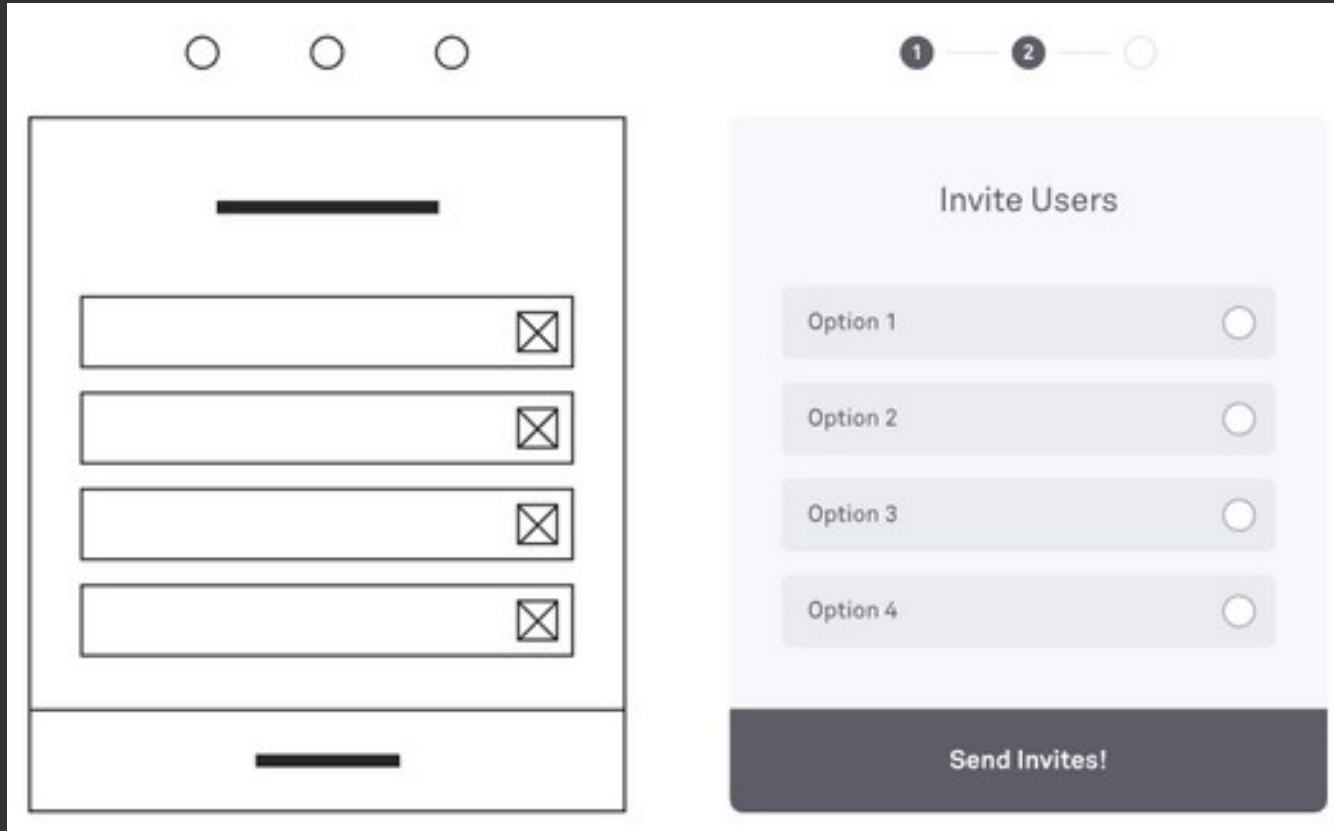 1 2
Invite Users
Option 1
Option 2
Option 3
Option 4
Send Invites!